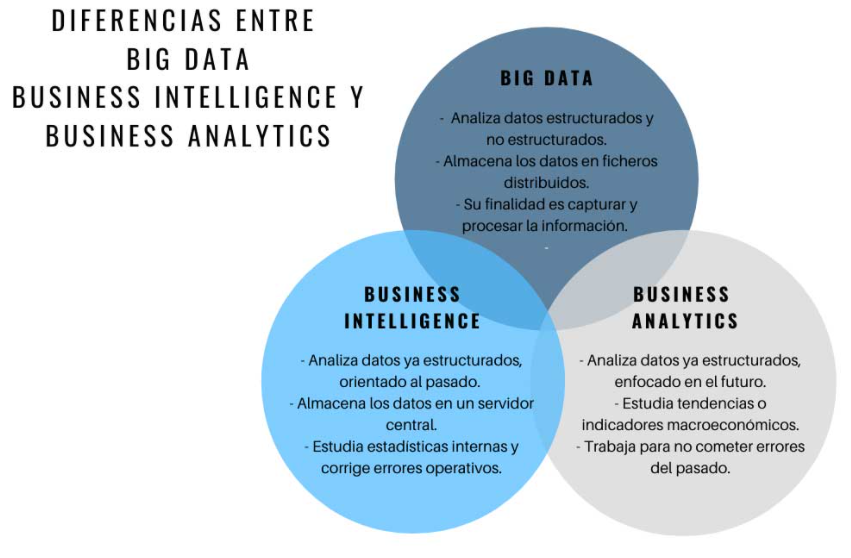 DIFERENCIAS ENTRE
BIG DATA
BUSINESS INTELLIGENCE Y
BUSINESS ANALYTICS
BIG DATA
- Analiza datos estructurados y
no estructurados.
- Almacena los datos en ficheros
distribuidos.
- Su finalidad es capturar y
procesar la información.
-
BUSINESS
INTELLIGENCE
- Analiza datos ya estructurados,
orientado al pasado.
- Almacena los datos en un servidor
central.
- Estudia estadísticas internas y
corrige errores operativos.
BUSINESS
ANALYTICS
- Analiza datos ya estructurados,
enfocado en el futuro.
- Estudia tendencias o
indicadores macroeconómicos.
- Trabaja para no cometer errores
del pasado.